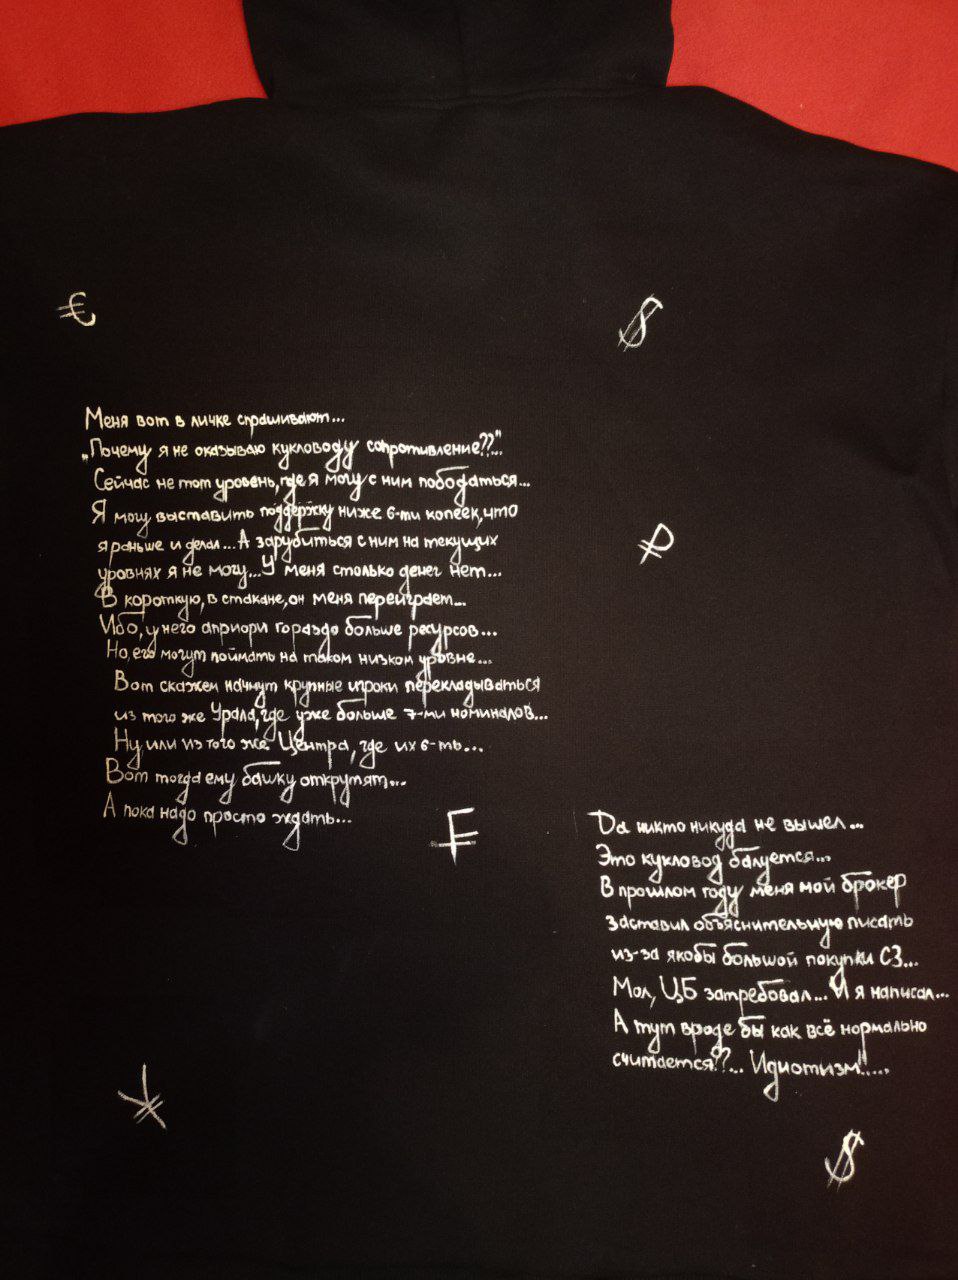 €
$
Меня вот в личке спрашивают...
„Почему я не оказываю кукловоду сопротивление??..."
Сейчас не тот уровень, где я могу с ним пободаться...
Я могу выставить поддержку ниже 6-ти копеек, что
я раньше и делал... А зарубиться с ним на текущих
уровнях я не могу... У меня столько денег нет...
В короткую, в стакане, он меня переиграет...
Ибо, у него априори гораздо больше ресурсов...
Но, его могут поймать на таком низком уровне...
Вот скажем начнут крупные игроки перекладываться
из того же Урала, где уже больше 7-ми номиналов...
Ну, или из того же Центра, где их 6-ть...
Вот тогда ему башку открутят...
А пока надо просто ждать...
₽
₣
Да никто никуда не вышел...
Это кукловод балуется...
В прошлом году меня мой брокер
заставил объяснительную писать
из-за якобы большой покупки СЗ...
Мол, ЦБ затребовал... И я написал...
А тут вроде бы как всё нормально
считается??... Идиотизм!!....
¥
$